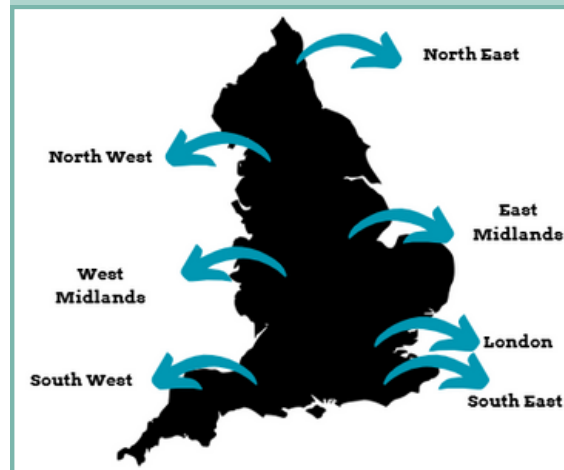 North East
North West
East
Midlands
West
Midlands
London
South West
South East